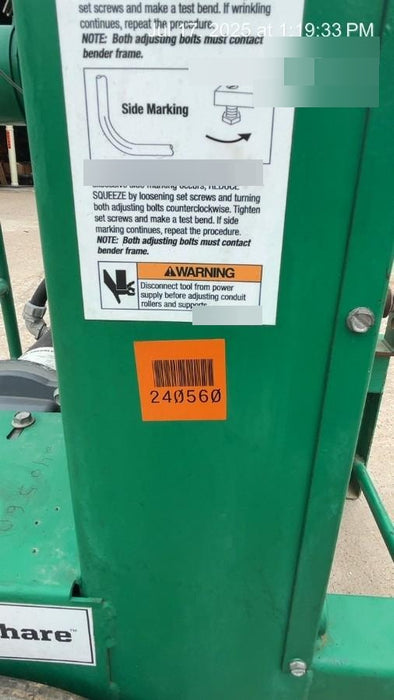 set screws and make a test bend. If wrinkling
continues, repeat the procedure.
2025 at 1:19:33 PM
NOTE: Both adjusting bolts must contact
bender frame.
Side Marking
SQUEEZE by loosening set screws and turning
both adjusting bolts counterclockwise. Tighten
set screws and make a test bend. If side
marking continues, repeat the procedure.
NOTE: Both adjusting bolts must contact
bender frame.
WARNING
Disconnect tool from power
supply before adjusting conduit
rollers and supports.
240560
hare™